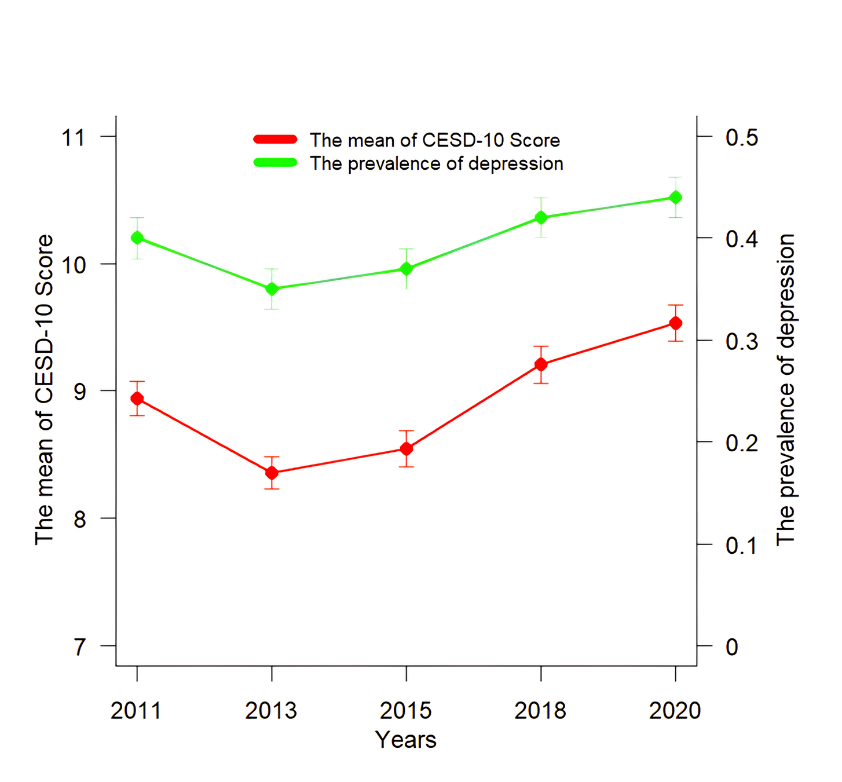 The mean of CESD-10 Score
The prevalence of depression
11
10
9
8
7
The mean of CESD-10 Score
0.5
0.4
0.3
0.2
0.1
0
The prevalence of depression
2011 2013 2015 2018 2020
Years